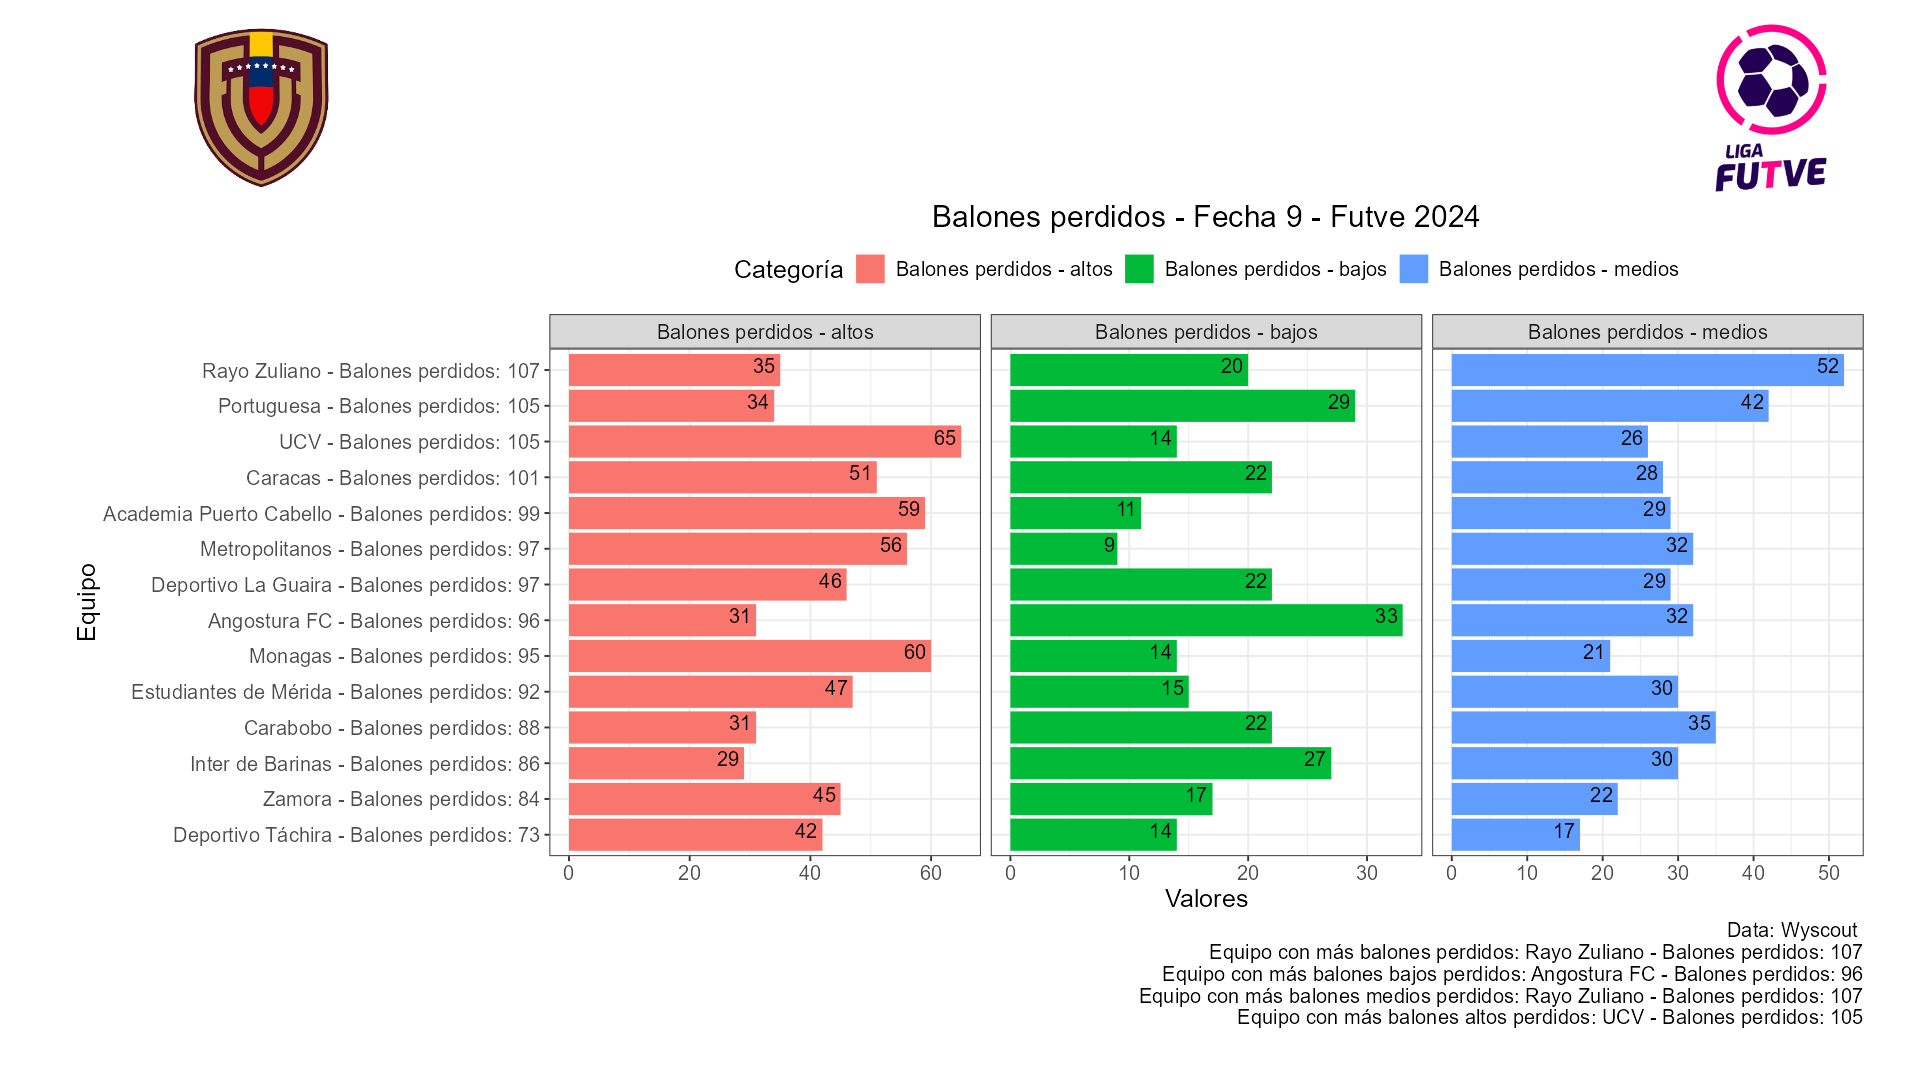 LIGA
FUTVE
Balones perdidos - Fecha 9 - Futve 2024
Categoría Balones perdidos - altos Balones perdidos - bajos Balones perdidos - medios
Balones perdidos - altos Balones perdidos - bajos Balones perdidos - medios
Equipo
Rayo Zuliano - Balones perdidos: 107 35 20 52
Portuguesa - Balones perdidos: 105 34 29 42
UCV - Balones perdidos: 105 65 14 26
Caracas - Balones perdidos: 101 51 22 28
Academia Puerto Cabello - Balones perdidos: 99 59 11 29
Metropolitanos - Balones perdidos: 97 56 9 32
Deportivo La Guaira - Balones perdidos: 97 46 22 29
Angostura FC - Balones perdidos: 96 31 33 32
Monagas - Balones perdidos: 95 60 14 21
Estudiantes de Mérida - Balones perdidos: 92 47 15 30
Carabobo - Balones perdidos: 88 31 22 35
Inter de Barinas - Balones perdidos: 86 29 27 30
Zamora - Balones perdidos: 84 45 17 22
Deportivo Táchira - Balones perdidos: 73 42 14 17
0 20 40 60 0 10 20 30 0 10 20 30 40 50
Valores
Data: Wyscout
Equipo con más balones perdidos: Rayo Zuliano - Balones perdidos: 107
Equipo con más balones bajos perdidos: Angostura FC - Balones perdidos: 96
Equipo con más balones medios perdidos: Rayo Zuliano - Balones perdidos: 107
Equipo con más balones altos perdidos: UCV - Balones perdidos: 105